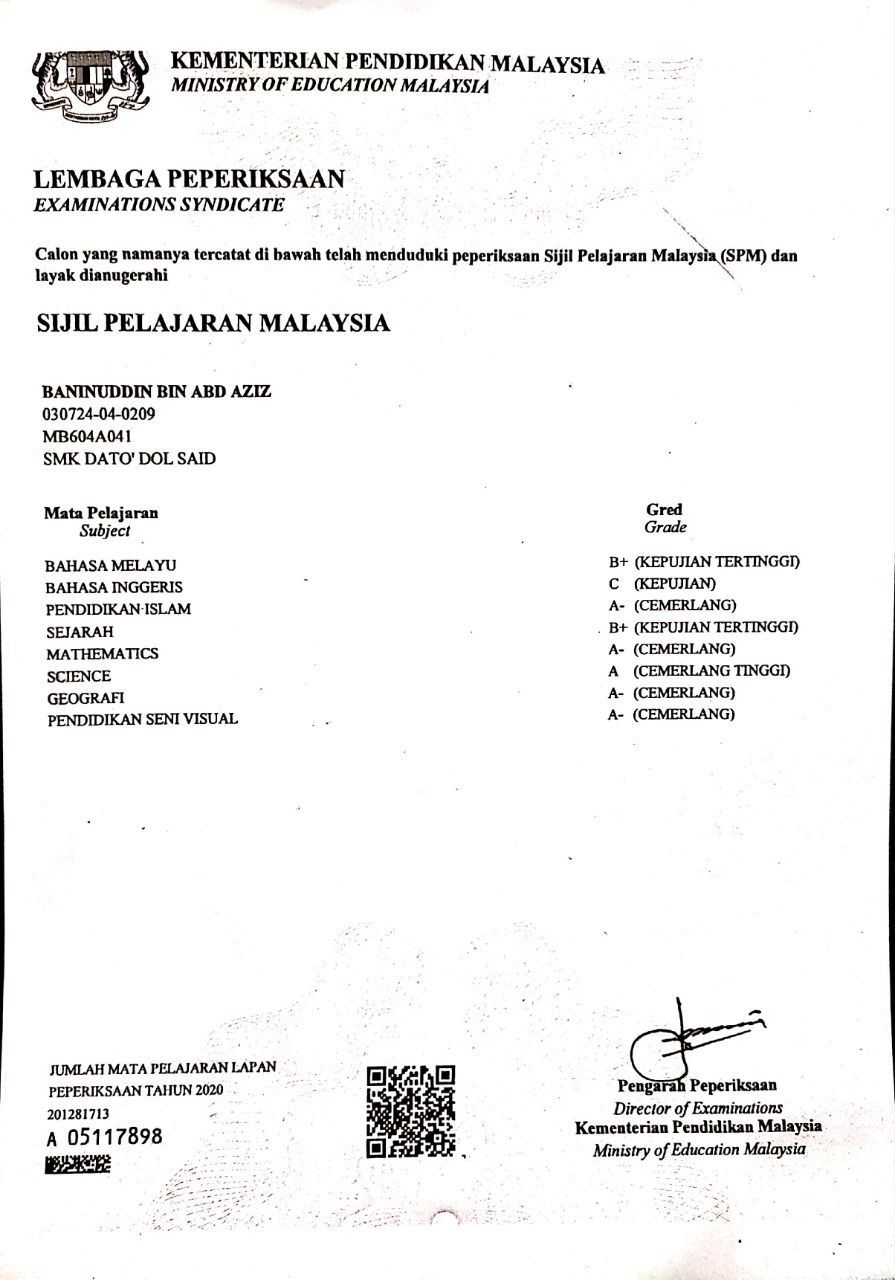 KEMENTERIAN PENDIDIKAN MALAYSIA
MINISTRY OF EDUCATION MALAYSIA
LEMBAGA PEPERIKSAAN
EXAMINATIONS SYNDICATE
Calon yang namanya tercatat di bawah telah menduduki peperiksaan Sijil Pelajaran Malaysia (SPM) dan
layak dianugerahi
SIJIL PELAJARAN MALAYSIA
BANINUDDIN BIN ABD AZIZ
030724-04-0209
MB604A041
SMK DATO' DOL SAID
Mata Pelajaran Gred
Subject Grade
BAHASA MELAYU B+ (KEPUJIAN TERTINGGI)
BAHASA INGGERIS C (KEPUJIAN)
PENDIDIKAN ISLAM A- (CEMERLANG)
SEJARAH B+ (KEPUJIAN TERTINGGI)
MATHEMATICS A- (CEMERLANG)
SCIENCE A (CEMERLANG TINGGI)
GEOGRAFI A- (CEMERLANG)
PENDIDIKAN SENI VISUAL A- (CEMERLANG)
JUMLAH MATA PELAJARAN LAPAN
PEPERIKSAAN TAHUN 2020
201281713
A 05117898
Pengarah Peperiksaan
Director of Examinations
Kementerian Pendidikan Malaysia
Ministry of Education Malaysia